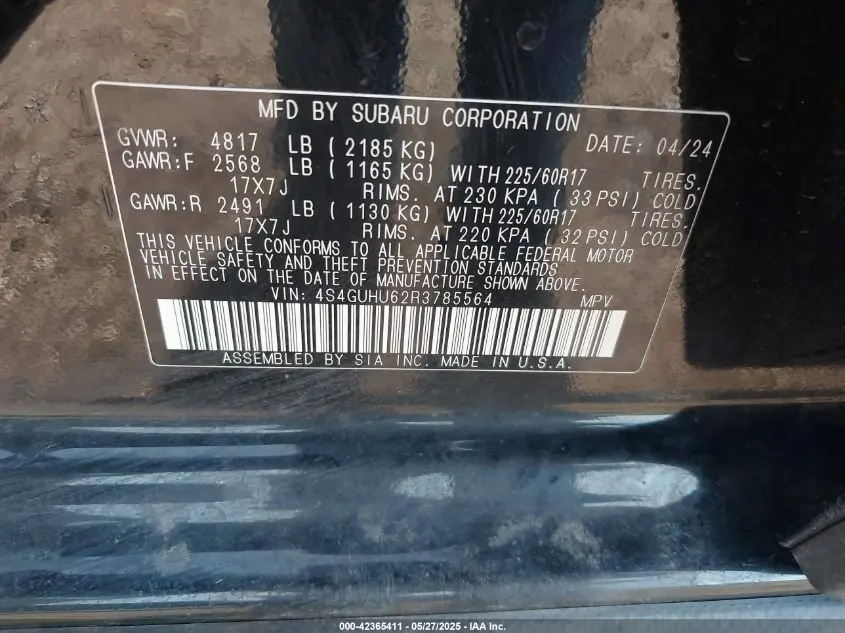 MFD BY SUBARU CORPORATION
GVWR: 4817 LB ( 2185 KG) DATE: 04/24
GAWR:F 2568 LB ( 1165 KG) WITH 225/60R17 TIRES.
17X7J RIMS. AT 230 KPA ( 33 PSI) COLD
GAWR:R 2491 LB ( 1130 KG) WITH 225/60R17 TIRES.
17X7J RIMS. AT 220 KPA ( 32 PSI) COLD
THIS VEHICLE CONFORMS TO ALL APPLICABLE FEDERAL MOTOR
VEHICLE SAFETY AND THEFT PREVENTION STANDARDS
IN EFFECT ON THE DATE OF MANUFACTURE SHOWN ABOVE.
VIN: 4S4GUHU62R3785564 MPV
ASSEMBLED BY SIA INC. MADE IN U.S.A.
000-42365411 - 05/27/2025 - IAA Inc.